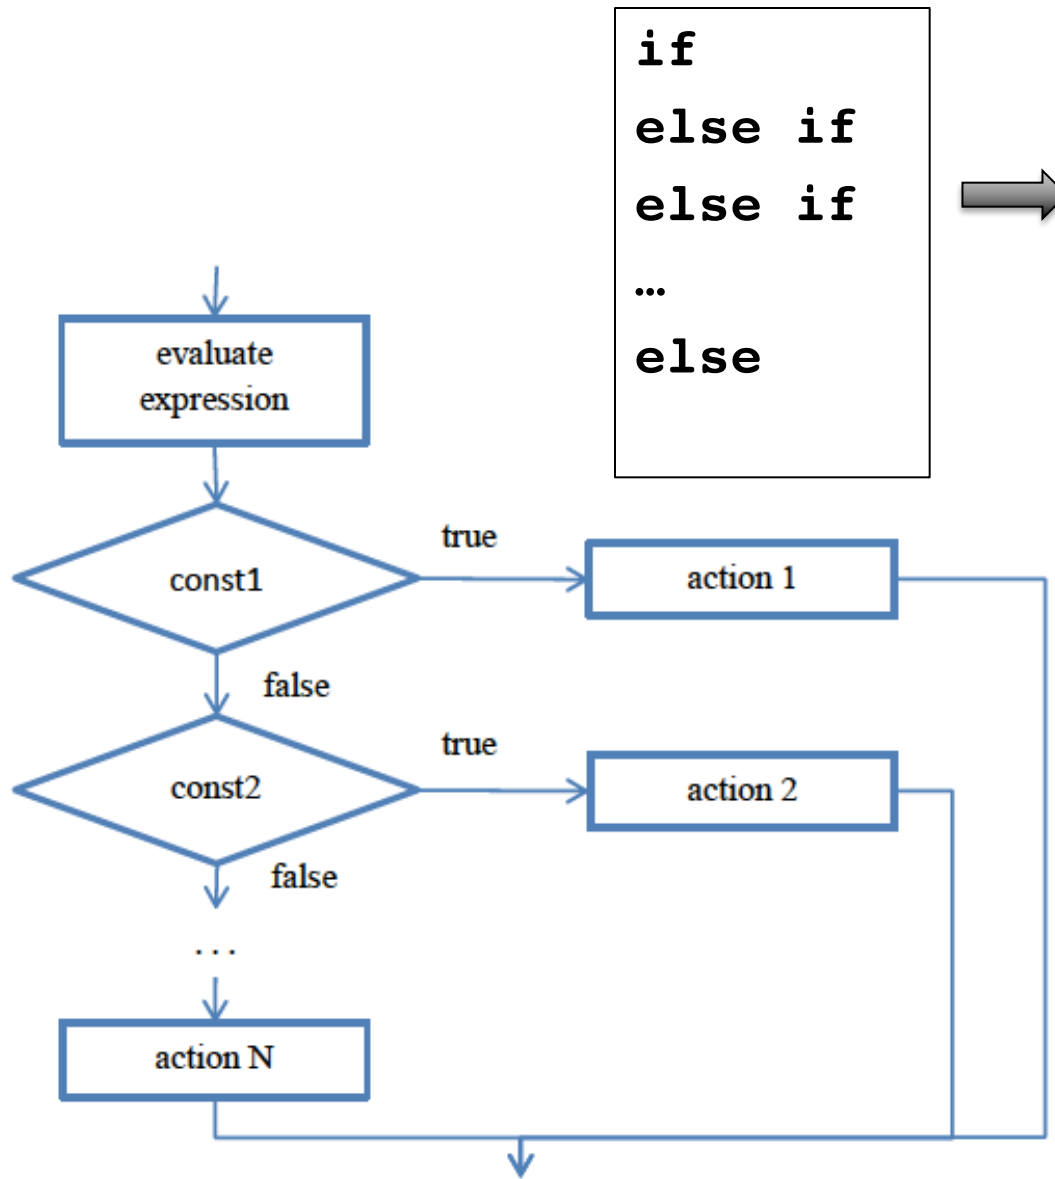 if
else if
else if
…
else
evaluate
expression
const1
true
action 1
false
const2
true
action 2
false
...
action N